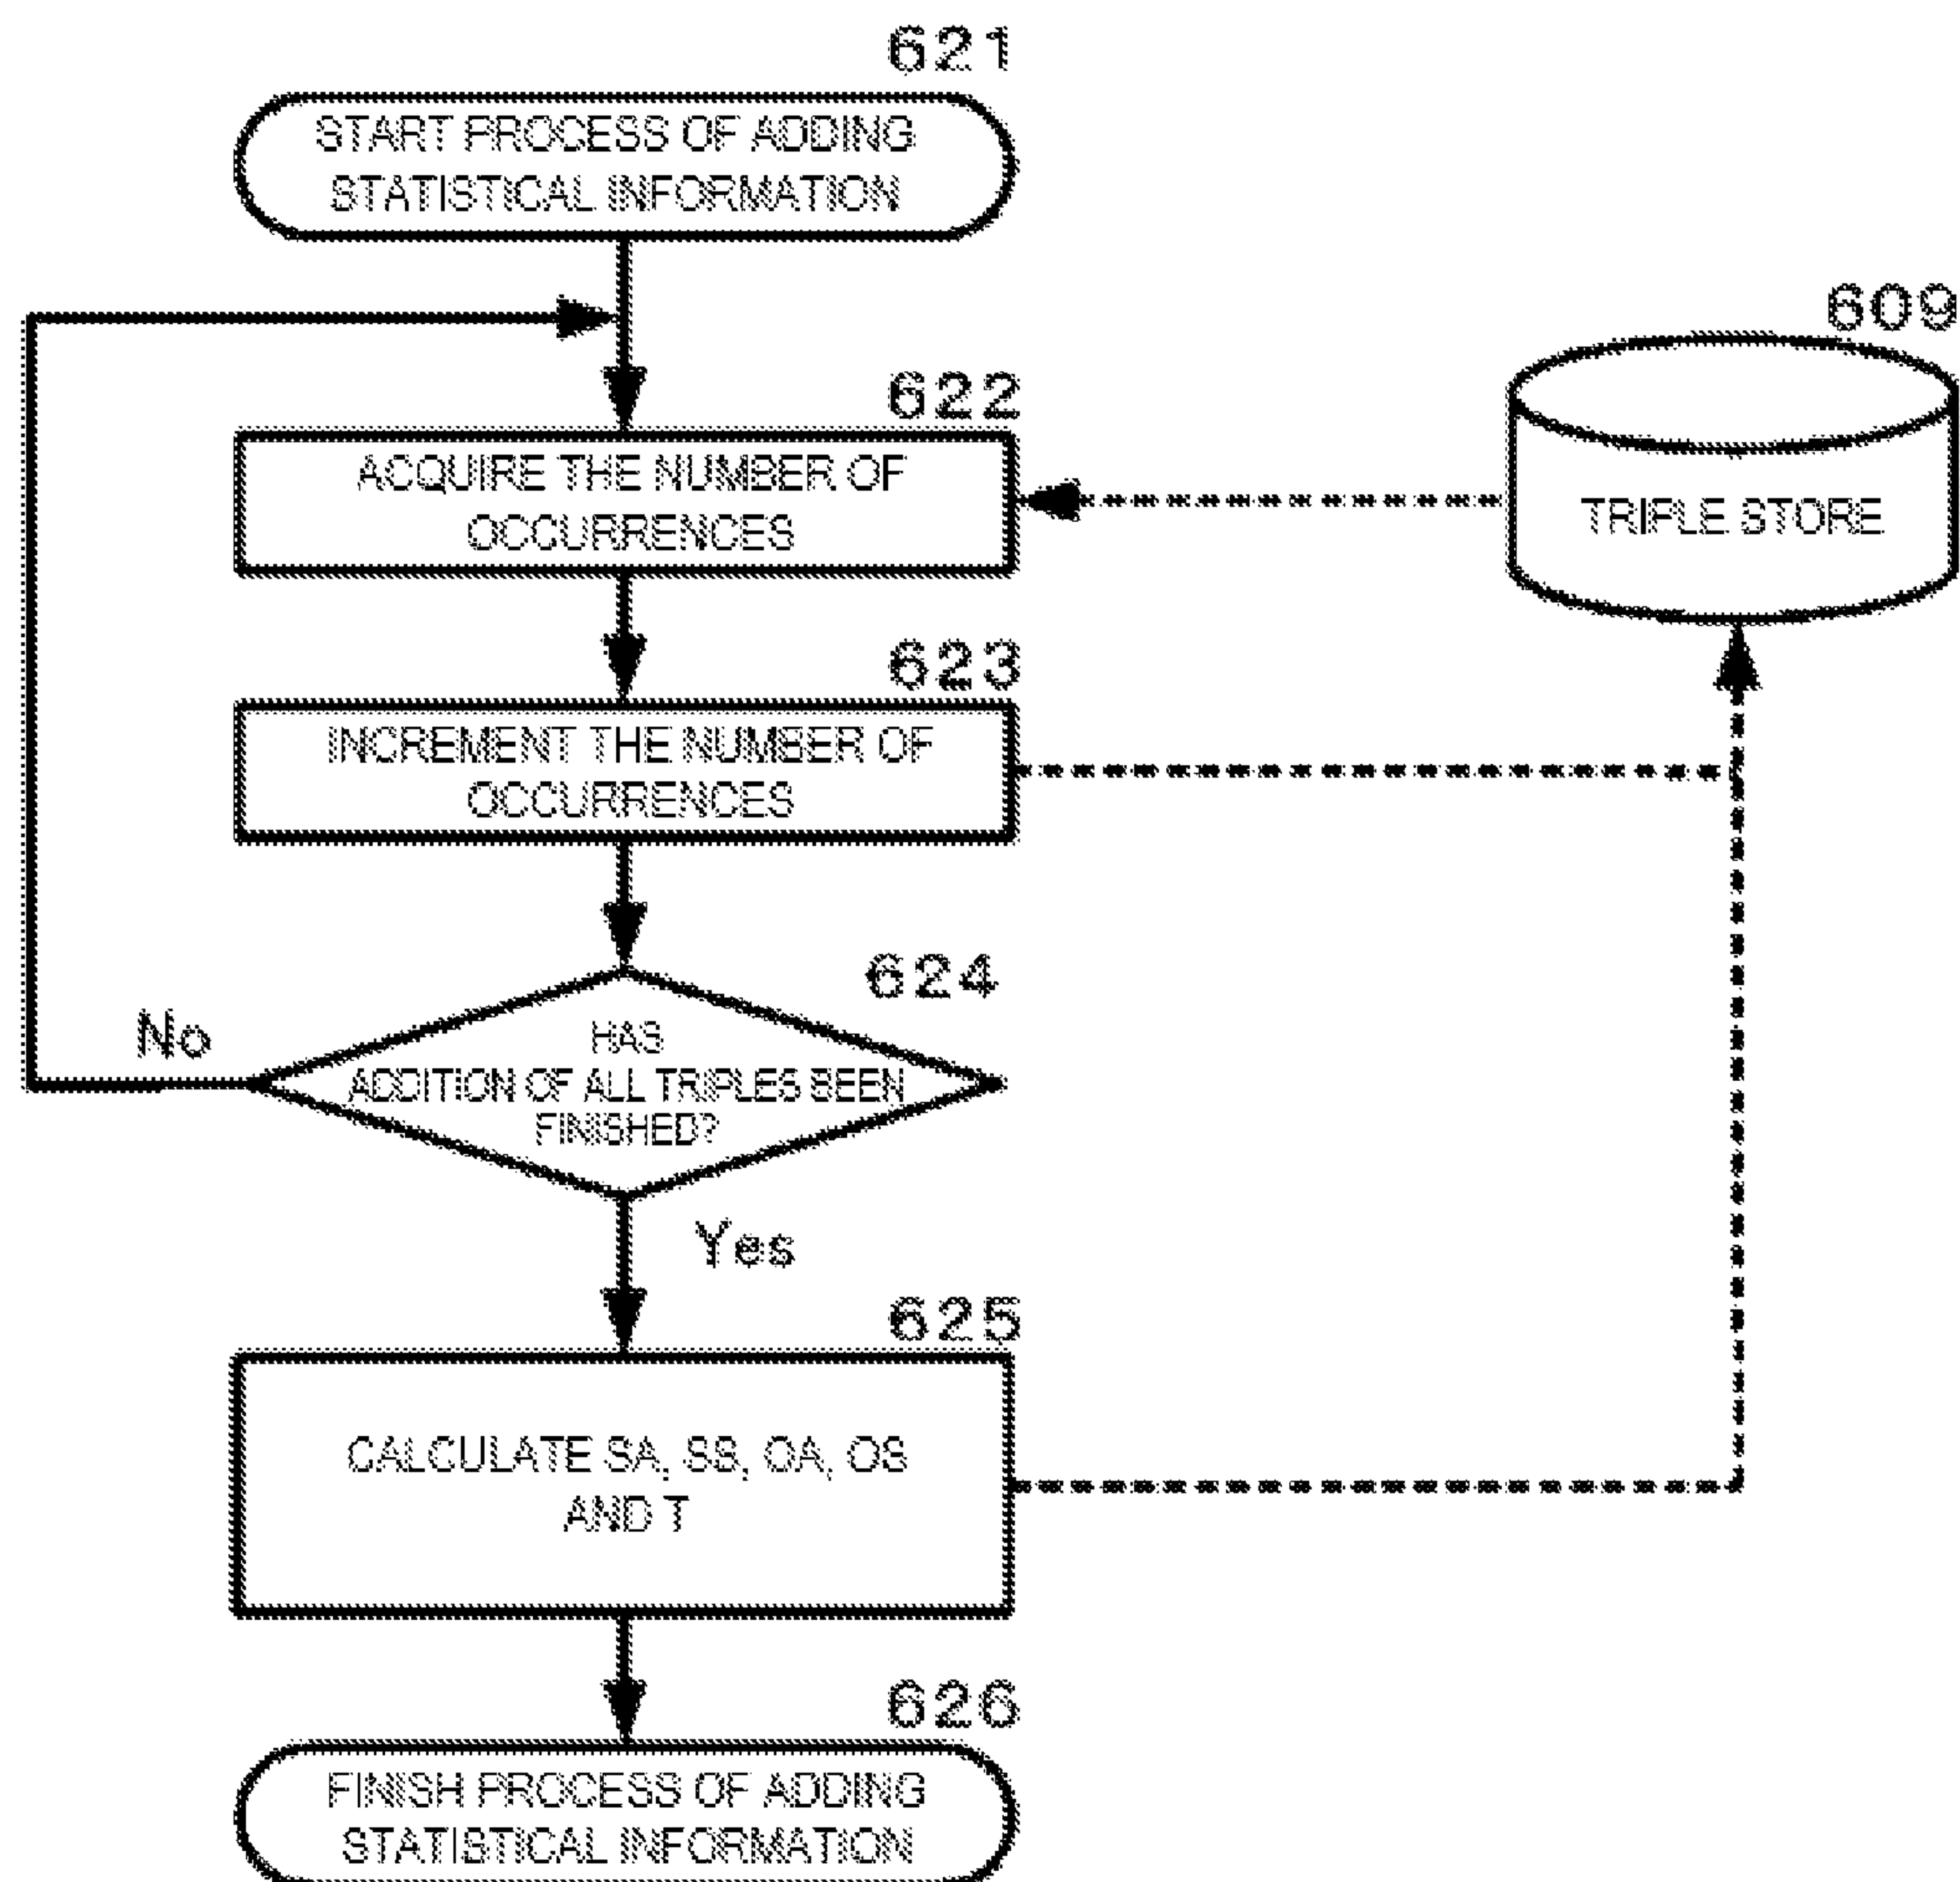 621
START PROCESS OF ADDING
STATISTICAL INFORMATION
609
622
ACQUIRE THE NUMBER OF
OCCURRENCES
TRIPLE STORE
623
INCREMENT THE NUMBER OF
OCCURRENCES
624
No
HAS
ADDITION OF ALL TRIPLES BEEN
FINISHED?
Yes
625
CALCULATE SA, SS, OA, OS
AND T
626
FINISH PROCESS OF ADDING
STATISTICAL INFORMATION